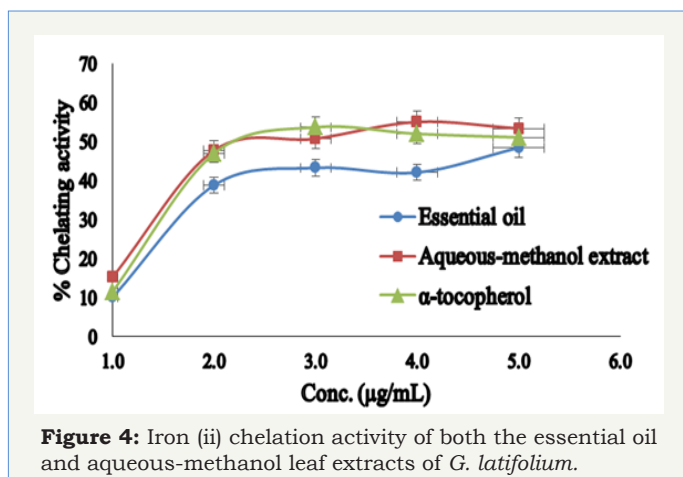 70
60
50
40
30
20
10
0
% Chelating activity
Essential oil
Aqueous-methanol extract
α-tocopherol
1.0 2.0 3.0 4.0 5.0 6.0
Conc. (µg/mL)
Figure 4: Iron (ii) chelation activity of both the essential oil
and aqueous-methanol leaf extracts of G. latifolium.